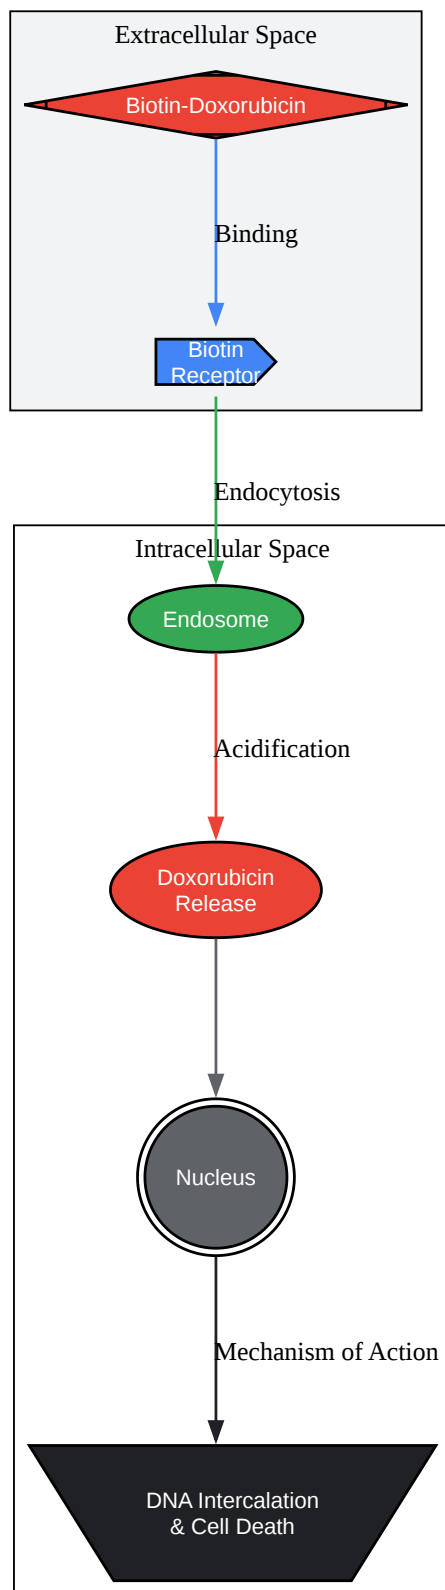 Extracellular Space
Biotin-Doxorubicin
Binding
Biotin
Receptor
Endocytosis
Intracellular Space
Endosome
Acidification
Doxorubicin
Release
Nucleus
Mechanism of Action
DNA Intercalation
& Cell Death